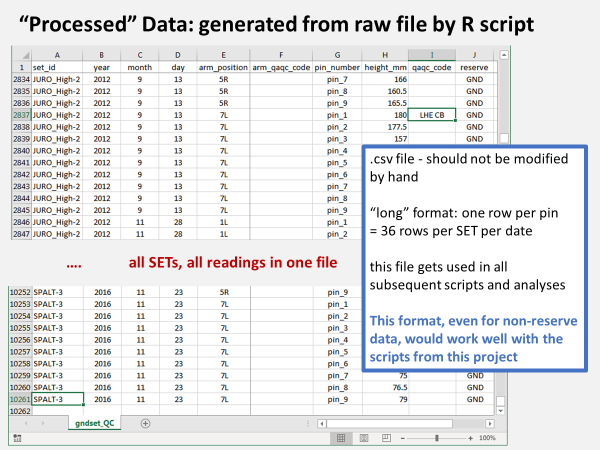 “Processed” Data: generated from raw file by R script
A B C D E F G H I J
1 set_id year month day arm_position arm_qaqc_code pin_number height_mm qaqc_code reserve
2834 JURO_High-2 2012 9 13 5R pin_7 166 GND
2835 JURO_High-2 2012 9 13 5R pin_8 160.5 GND
2836 JURO_High-2 2012 9 13 5R pin_9 165.5 GND
2837 JURO_High-2 2012 9 13 7L pin_1 180 LHE CB GND
2838 JURO_High-2 2012 9 13 7L pin_2 177.5 GND
2839 JURO_High-2 2012 9 13 7L pin_3 157 GND
2840 JURO_High-2 2012 9 13 7L pin_4
2841 JURO_High-2 2012 9 13 7L pin_5
2842 JURO_High-2 2012 9 13 7L pin_6
2843 JURO_High-2 2012 9 13 7L pin_7
2844 JURO_High-2 2012 9 13 7L pin_8
2845 JURO_High-2 2012 9 13 7L pin_9
2846 JURO_High-2 2012 11 28 1L pin_1
2847 JURO_High-2 2012 11 28 1L pin_2
.csv file - should not be modified
by hand
“long” format: one row per pin
= 36 rows per SET per date
this file gets used in all
subsequent scripts and analyses
This format, even for non-reserve
data, would work well with the
scripts from this project
.... all SETs, all readings in one file
10252 SPALT-3 2016 11 23 5R pin_9
10253 SPALT-3 2016 11 23 7L pin_1
10254 SPALT-3 2016 11 23 7L pin_2
10255 SPALT-3 2016 11 23 7L pin_3
10256 SPALT-3 2016 11 23 7L pin_4
10257 SPALT-3 2016 11 23 7L pin_5
10258 SPALT-3 2016 11 23 7L pin_6
10259 SPALT-3 2016 11 23 7L pin_7 75 GND
10260 SPALT-3 2016 11 23 7L pin_8 76.5 GND
10261 SPALT-3 2016 11 23 7L pin_9 79 GND
10262
gndset_QC
100%